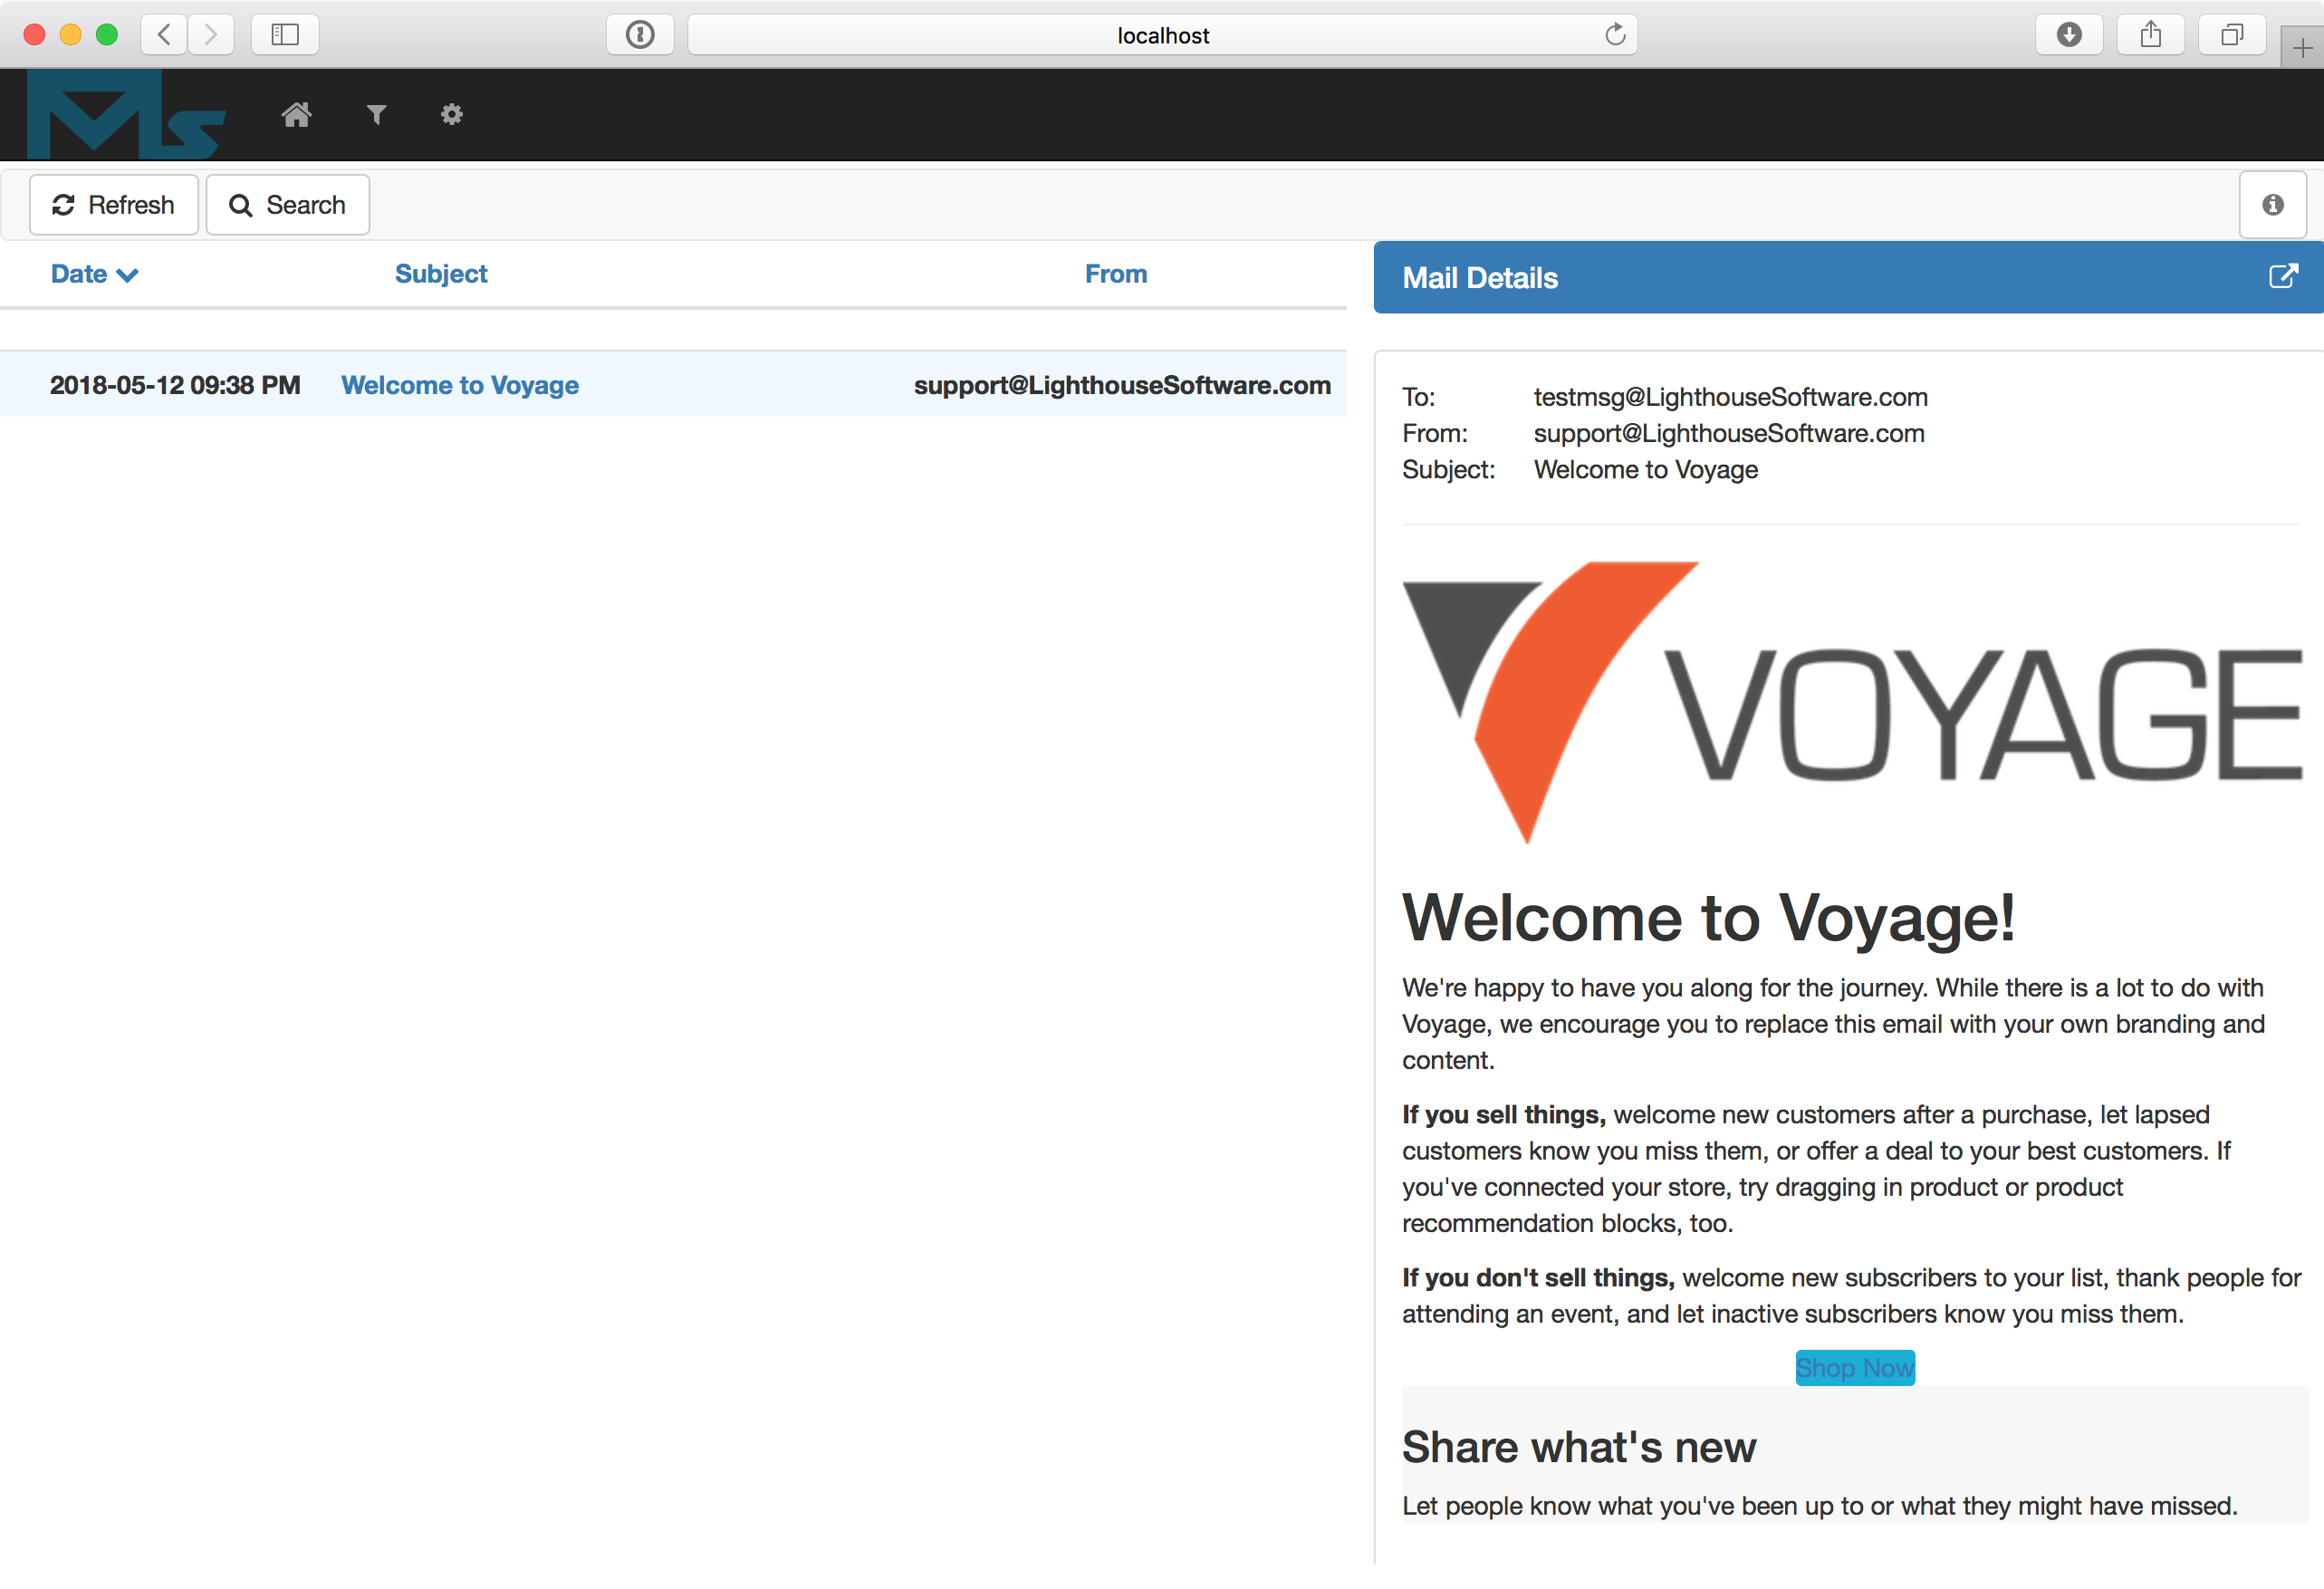 localhost
Ms
Refresh
Search
Date
Subject
From
Mail Details
2018-05-12 09:38 PM
Welcome to Voyage
support@LighthouseSoftware.com
To: testmsg@LighthouseSoftware.com
From: support@LighthouseSoftware.com
Subject: Welcome to Voyage
VOYAGE
Welcome to Voyage!
We're happy to have you along for the journey. While there is a lot to do with
Voyage, we encourage you to replace this email with your own branding and
content.
If you sell things, welcome new customers after a purchase, let lapsed
customers know you miss them, or offer a deal to your best customers. If
you've connected your store, try dragging in product or product
recommendation blocks, too.
If you don't sell things, welcome new subscribers to your list, thank people for
attending an event, and let inactive subscribers know you miss them.
Shop Now
Share what's new
Let people know what you've been up to or what they might have missed.